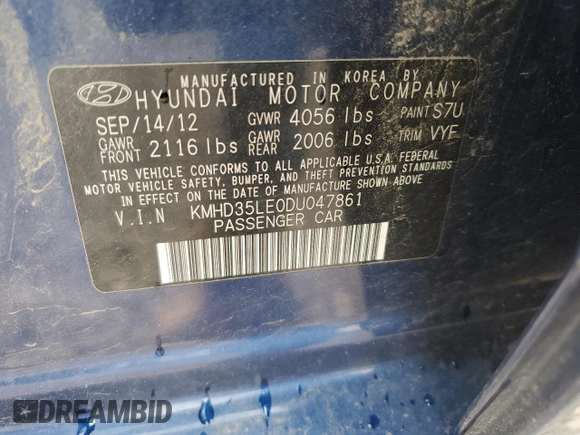 MANUFACTURED IN KOREA BY
HYUNDAI MOTOR COMPANY
SEP/14/12 GVWR 4056 lbs PAINT S7U
GAWR FRONT 2116 lbs GAWR REAR 2006 lbs TRIM VYF
THIS VEHICLE CONFORMS TO ALL APPLICABLE U.S.A. FEDERAL
MOTOR VEHICLE SAFETY, BUMPER, AND THEFT PREVENTION STANDARDS
IN EFFECT ON THE DATE OF MANUFACTURE SHOWN ABOVE
V.I.N KMHD35LE0DU047861
PASSENGER CAR
DREAMBID